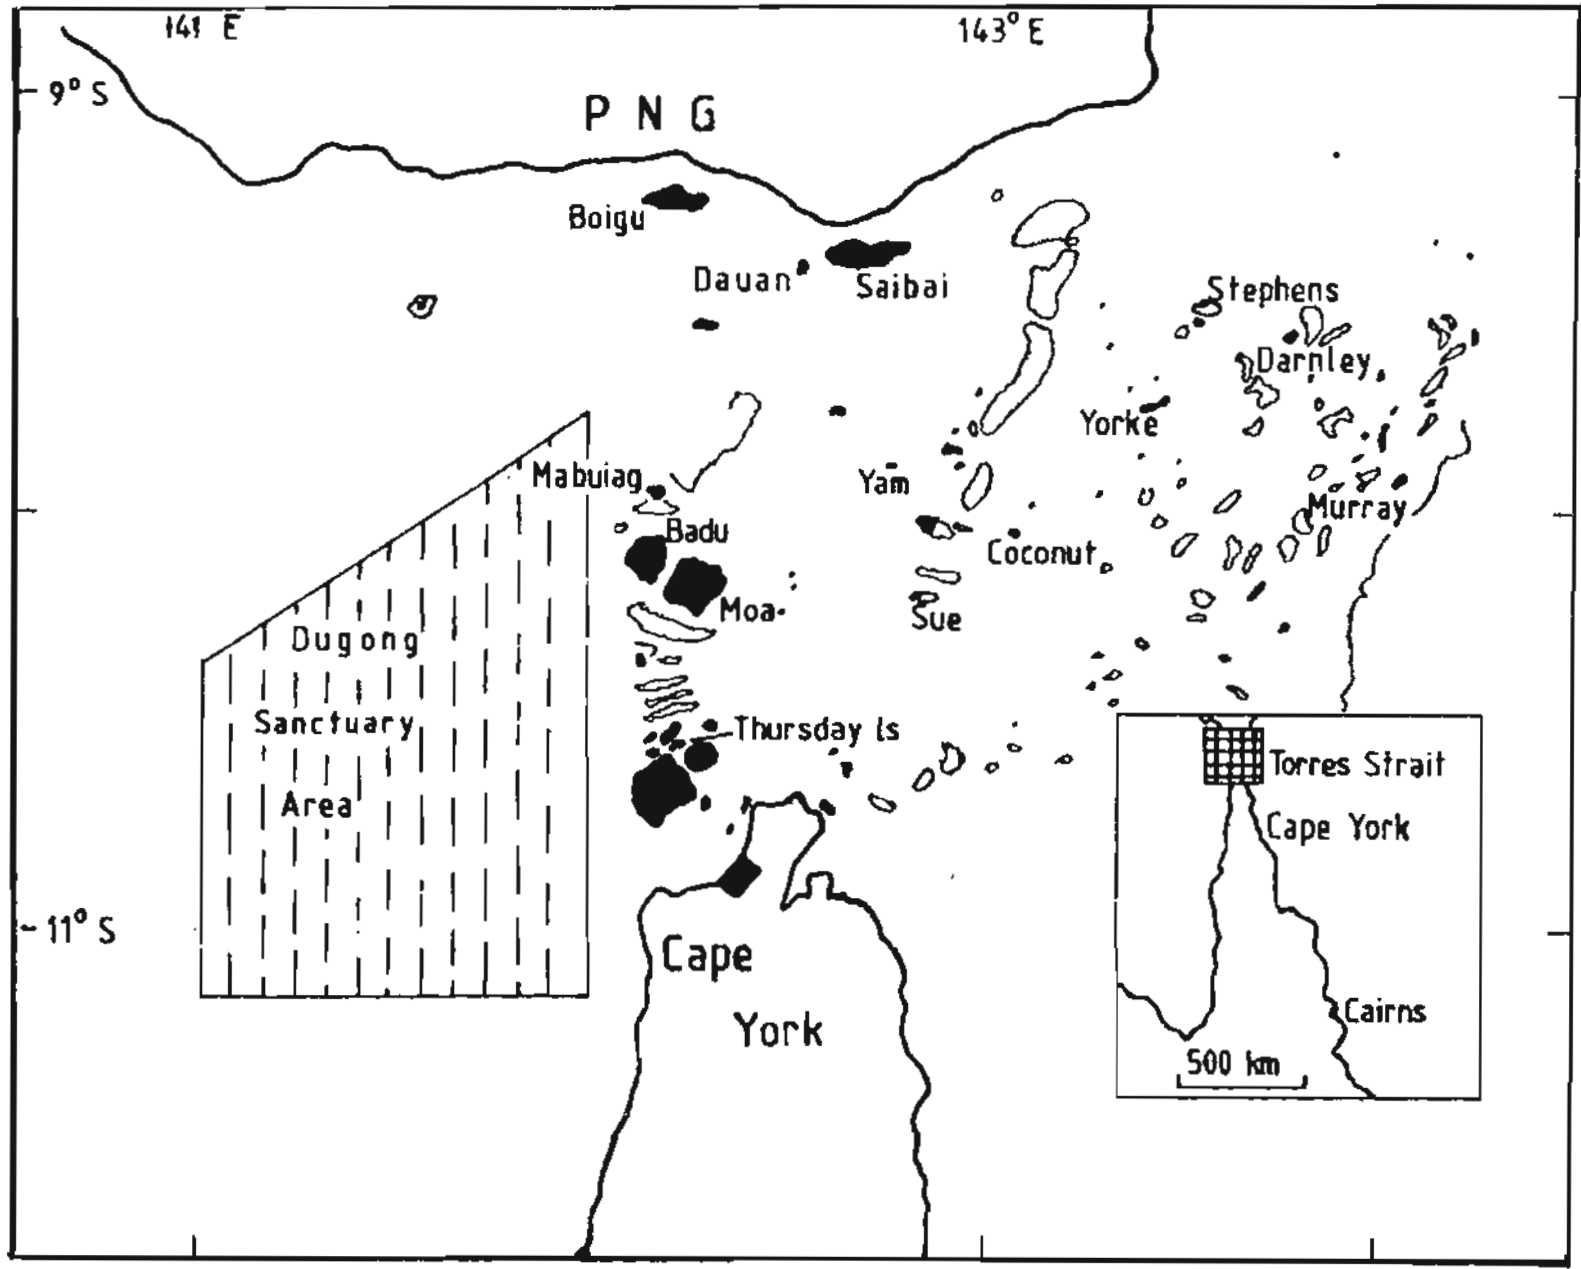 141 E
143° E
9° S
P N G
Boigu
Dauan
Saibai
Stephens
Darnley
Yorke
Mabuiag
Yam
Badu
Murray
Coconut
Moa
Sue
Dugong
Sanctuary
Area
Thursday Is
Torres Strait
Cape York
11° S
Cape
York
Cairns
500 km